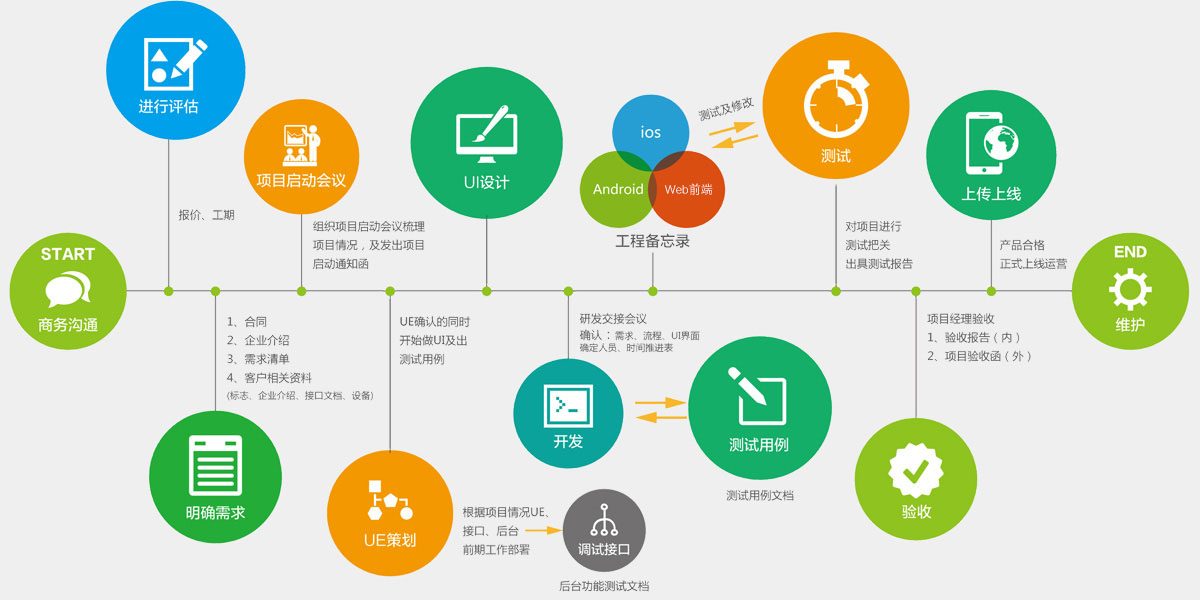 START
商务沟通
进行评估
报价、工期
1、合同
2、企业介绍
3、需求清单
4、客户相关资料
(标志、企业介绍、接口文档、设备)
明确需求
项目启动会议
组织项目启动会议梳理
项目情况，及发出项目
启动通知函
UE确认的同时
开始做UI及出
测试用例
UE策划
根据项目情况UE、
接口、后台
前期工作部署
调试接口
后台功能测试文档
UI设计
研发交接会议
确认：需求、流程、UI界面
确定人员、时间推进表
开发
测试用例
测试用例文档
ios
Android
Web前端
工程备忘录
测试及修改
测试
对项目进行
测试把关
出具测试报告
项目经理验收
1、验收报告（内）
2、项目验收函（外）
验收
上传上线
产品合格
正式上线运营
END
维护